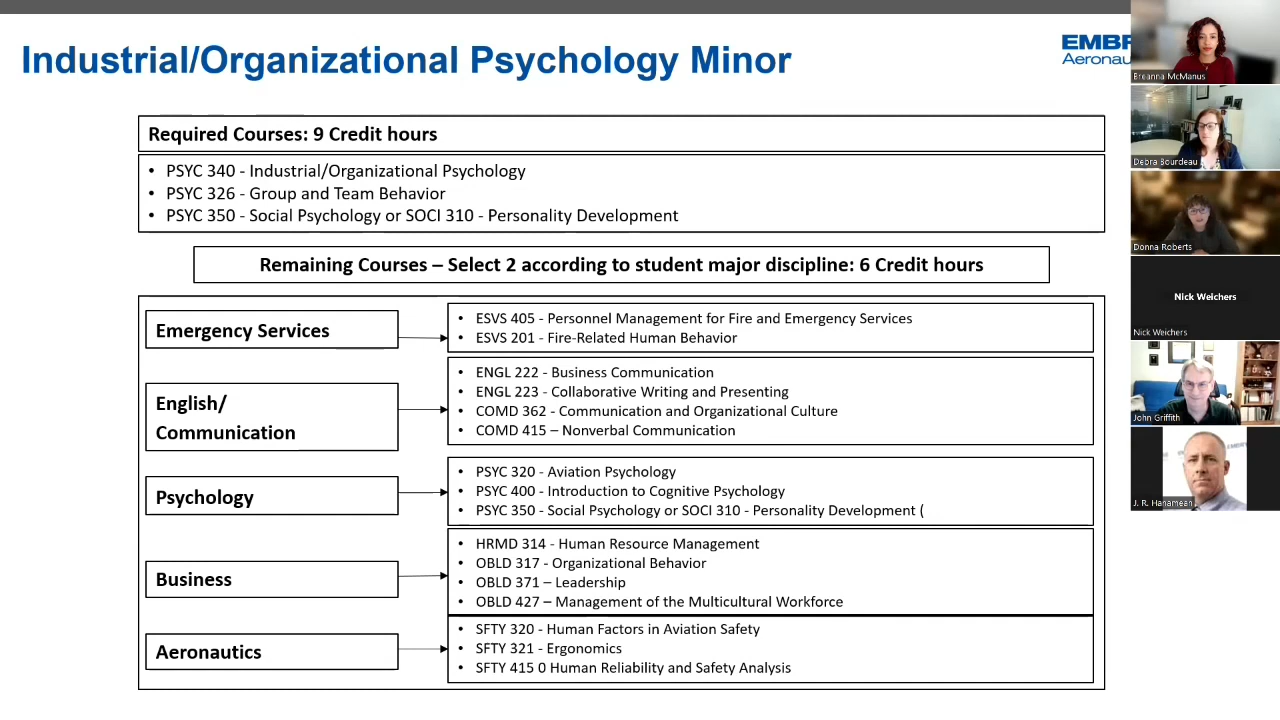 Industrial/Organizational Psychology Minor
EMBR
Aeronau
Required Courses: 9 Credit hours
• PSYC 340 - Industrial/Organizational Psychology
• PSYC 326 - Group and Team Behavior
• PSYC 350 - Social Psychology or SOCI 310 - Personality Development
Remaining Courses – Select 2 according to student major discipline: 6 Credit hours
Emergency Services
• ESVS 405 - Personnel Management for Fire and Emergency Services
• ESVS 201 - Fire-Related Human Behavior
English/
Communication
• ENGL 222 - Business Communication
• ENGL 223 - Collaborative Writing and Presenting
• COMD 362 - Communication and Organizational Culture
• COMD 415 – Nonverbal Communication
Psychology
• PSYC 320 - Aviation Psychology
• PSYC 400 - Introduction to Cognitive Psychology
• PSYC 350 - Social Psychology or SOCI 310 - Personality Development (
Business
• HRMD 314 - Human Resource Management
• OBLD 317 - Organizational Behavior
• OBLD 371 – Leadership
• OBLD 427 – Management of the Multicultural Workforce
Aeronautics
• SFTY 320 - Human Factors in Aviation Safety
• SFTY 321 - Ergonomics
• SFTY 415 0 Human Reliability and Safety Analysis
Breanna McManus
Debra Bourdeau
Donna Roberts
Nick Weichers
Nick Weichers
John Griffith
J. R. Hanamean